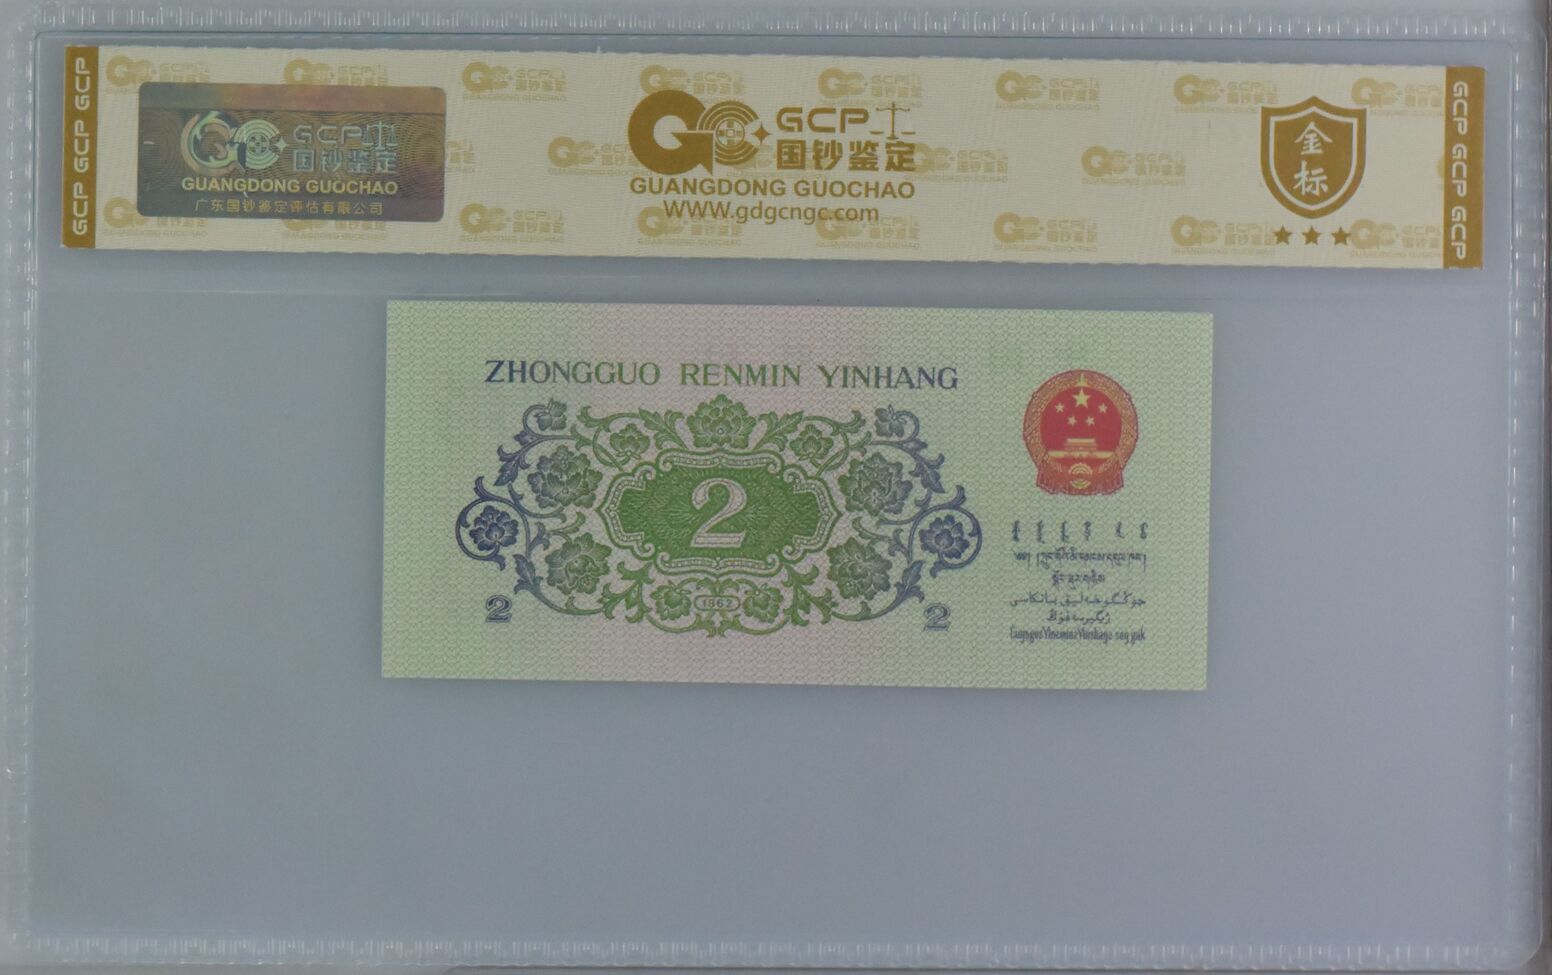 GCP GCP GCP
GCP
国钞鉴定
GUANGDONG GUOCHAO
广东国钞鉴定评估有限公司
GCP
国钞鉴定
GUANGDONG GUOCHAO
WWW.gdgcngc.com
金标
GCP GCP GCP
ZHONGGUO RENMIN YINHANG
2
1962
2
2